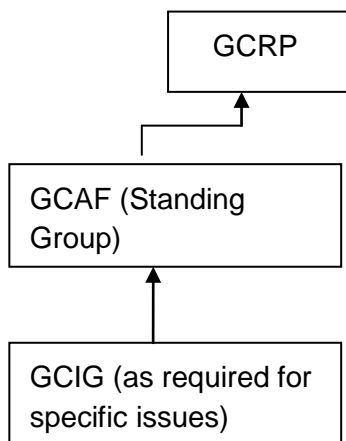 GCRP
GCAF (Standing
Group)
GCIG (as required for
specific issues)